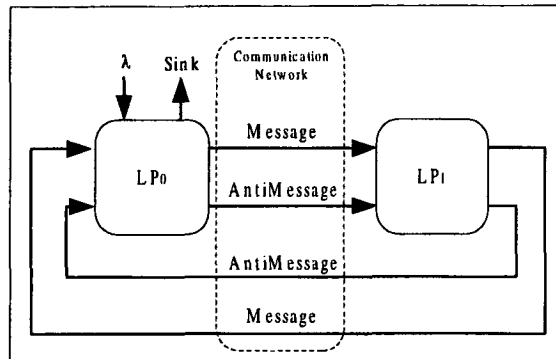 λ
Sink
Communication
Network
Message
LP0
LP1
AntiMessage
AntiMessage
Message